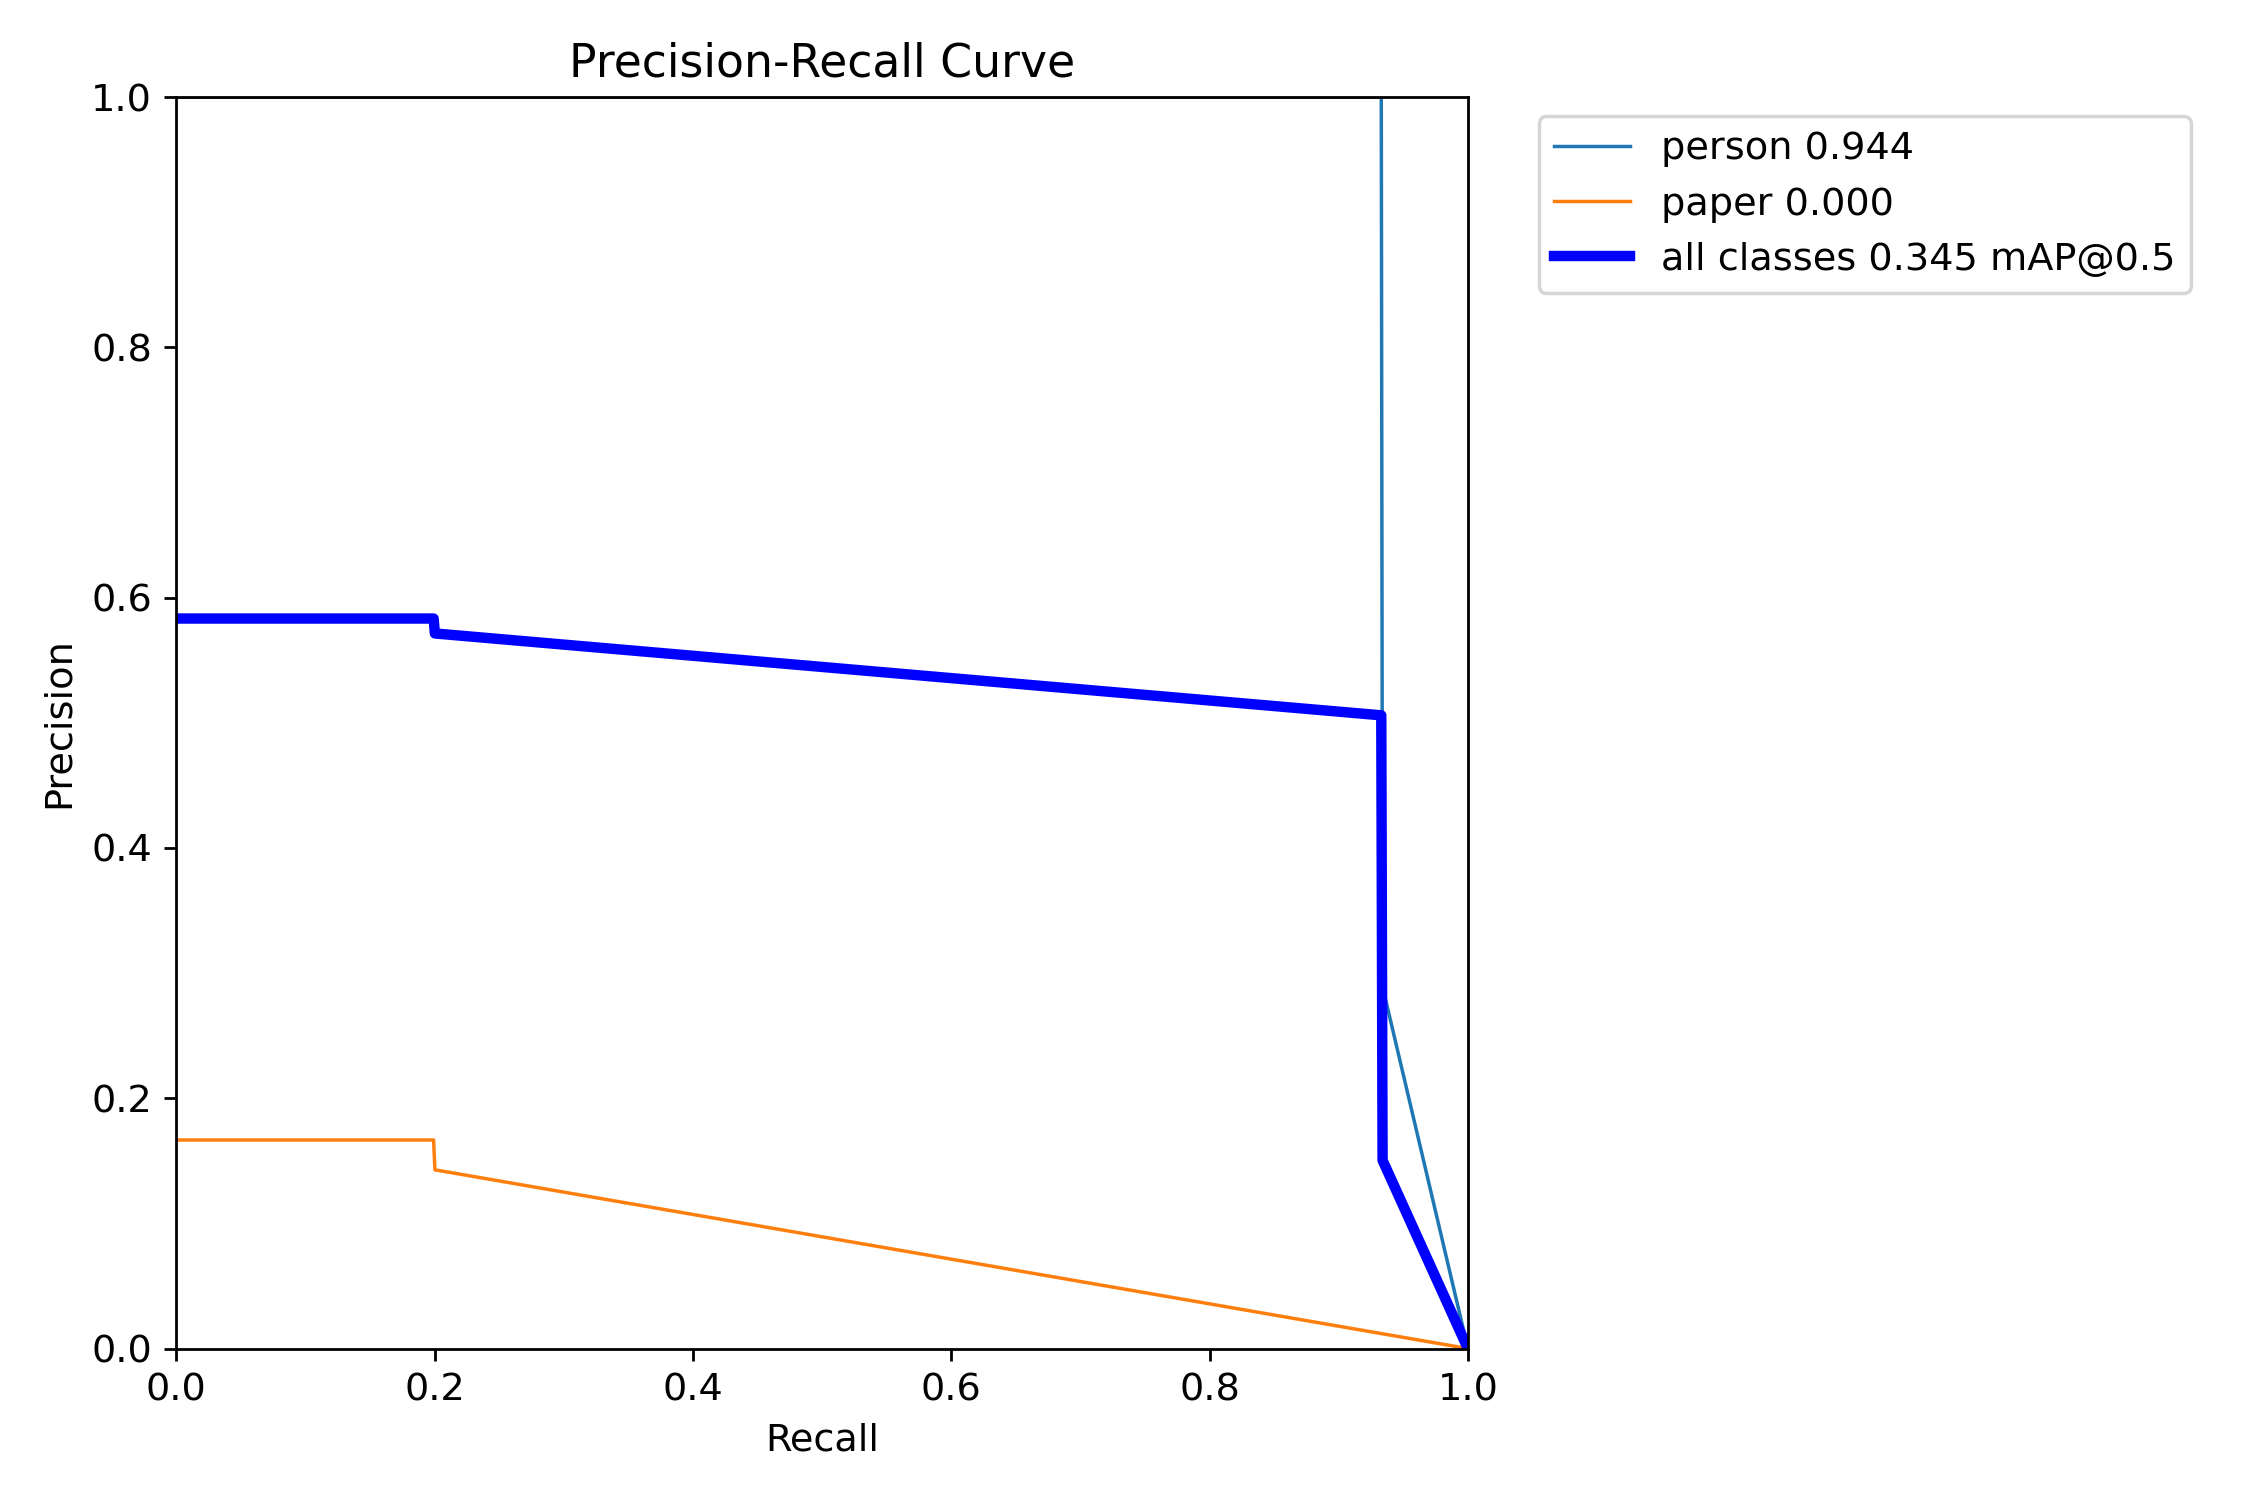 Precision-Recall Curve
1.0
0.8
0.6
0.4
0.2
0.0
Precision
0.0 0.2 0.4 0.6 0.8 1.0
Recall
person 0.944
paper 0.000
all classes 0.345 mAP@0.5